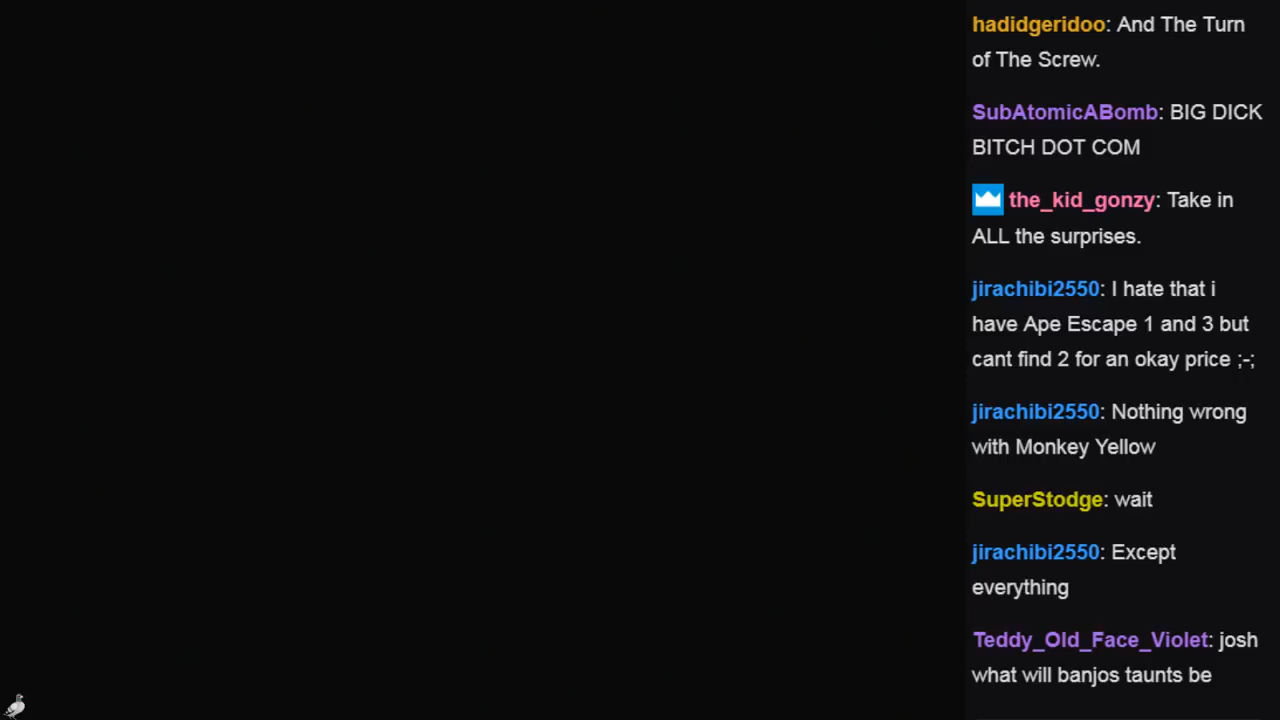 hadidgeridoo: And The Turn
of The Screw.
SubAtomicABomb: BIG DICK
BITCH DOT COM
the_kid_gonzy: Take in
ALL the surprises.
jirachibi2550: I hate that i
have Ape Escape 1 and 3 but
cant find 2 for an okay price ;-;
jirachibi2550: Nothing wrong
with Monkey Yellow
SuperStodge: wait
jirachibi2550: Except
everything
Teddy_Old_Face_Violet: josh
what will banjos taunts be